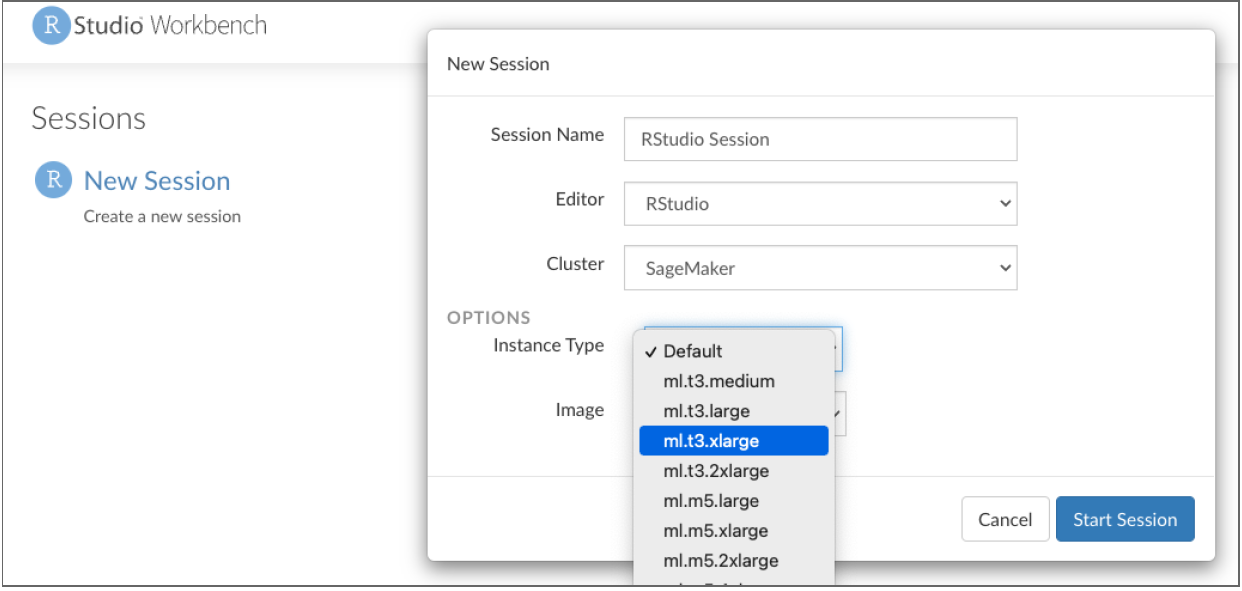 R Studio Workbench
Sessions
R New Session
Create a new session
New Session
Session Name RStudio Session
Editor RStudio
Cluster SageMaker
OPTIONS
Instance Type
✓ Default
ml.t3.medium
ml.t3.large
Image
ml.t3.xlarge
ml.t3.2xlarge
ml.m5.large
ml.m5.xlarge
ml.m5.2xlarge
Cancel Start Session